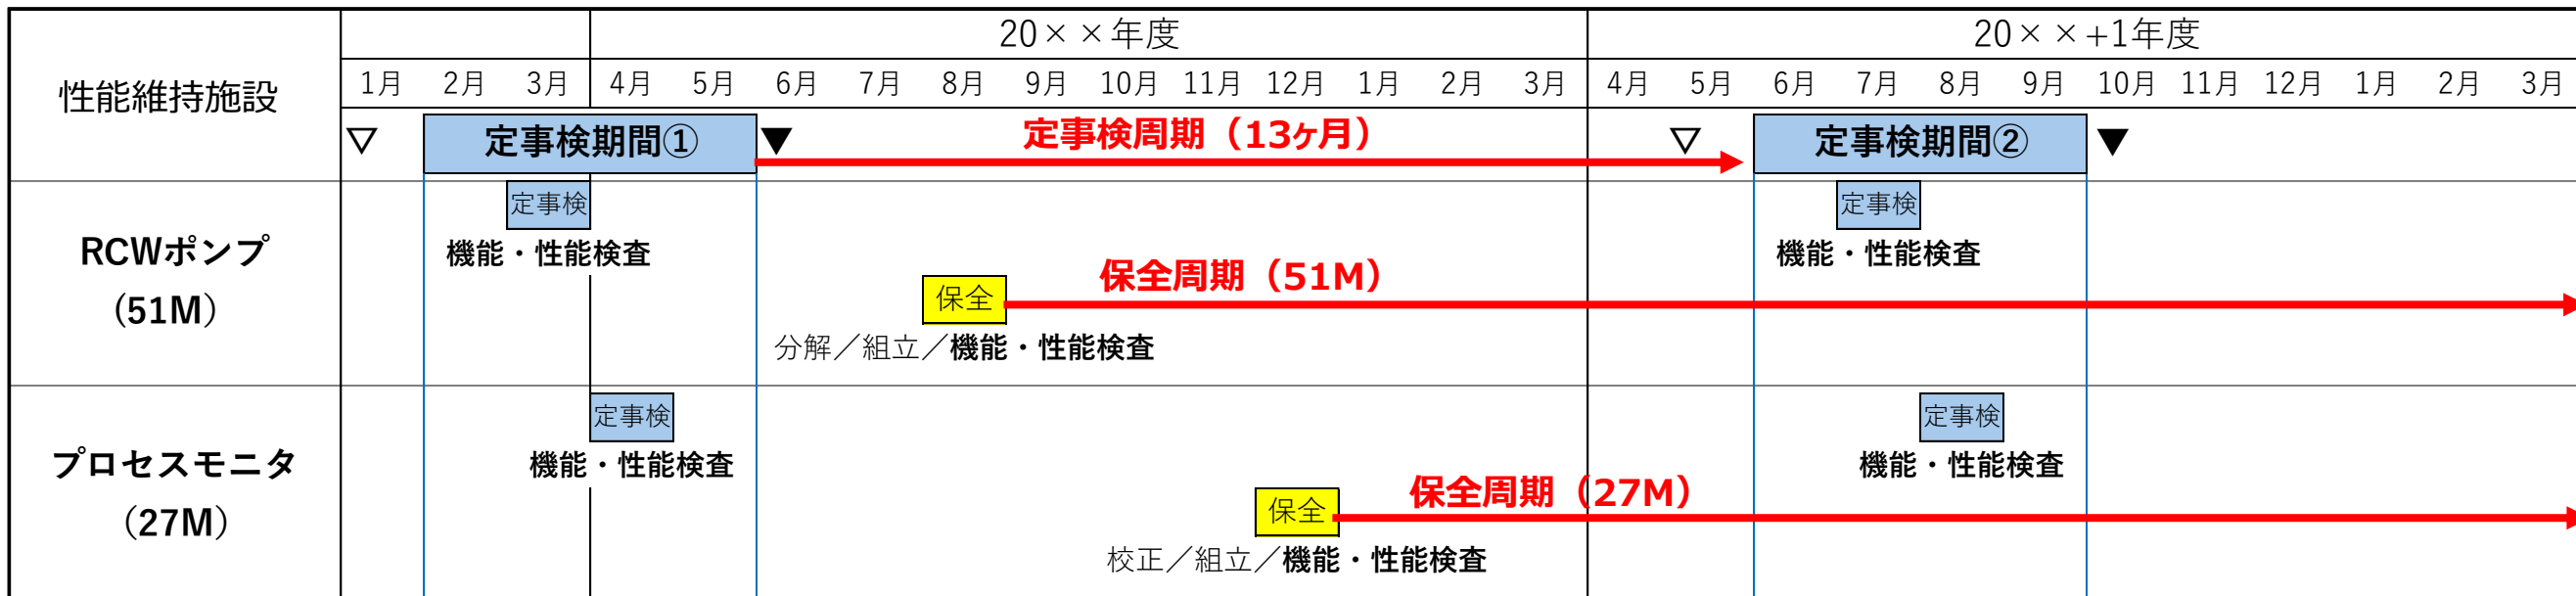 性能維持施設
20××年度
20××+1年度
1月 2月 3月 4月 5月 6月 7月 8月 9月 10月 11月 12月 1月 2月 3月 4月 5月 6月 7月 8月 9月 10月 11月 12月 1月 2月 3月
▽ 定事検期間① ▼ 定事検周期（13ヶ月） ▽ 定事検期間② ▼
RCWポンプ
（51M）
定事検
機能・性能検査
保全
分解／組立／機能・性能検査
保全周期（51M）
定事検
機能・性能検査
プロセスモニタ
（27M）
定事検
機能・性能検査
保全
校正／組立／機能・性能検査
保全周期（27M）
定事検
機能・性能検査